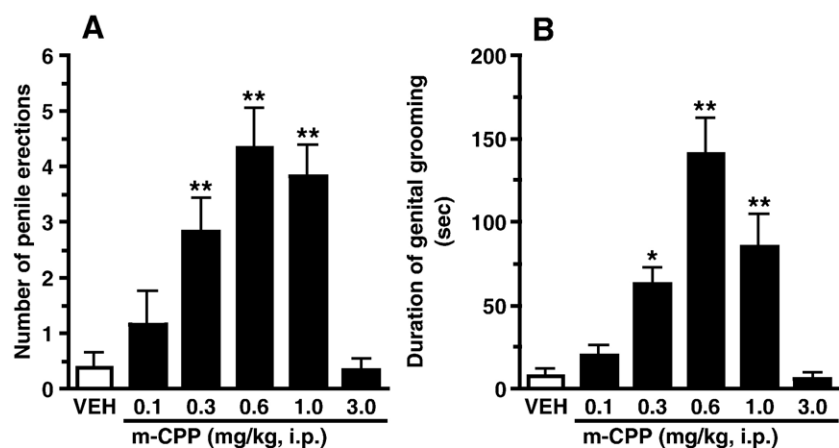 A
Number of penile erections
6
5
4
3
2
1
0
**
**
**
VEH 0.1 0.3 0.6 1.0 3.0
m-CPP (mg/kg, i.p.)
B
Duration of genital grooming
(sec)
200
150
100
50
0
*
**
**
VEH 0.1 0.3 0.6 1.0 3.0
m-CPP (mg/kg, i.p.)